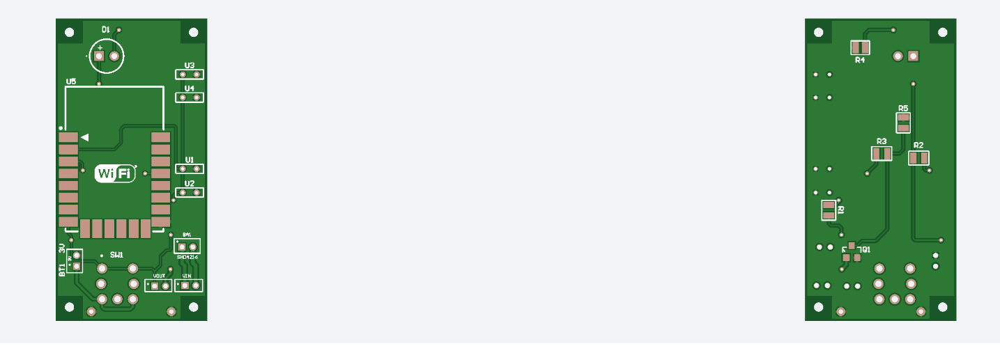 D1
+
U3
U5
U4
WiFi
U1
U2
BA1
3V
SW1
BT1
VOUT
VIN
R4
R5
R3
R2
R1
Q1